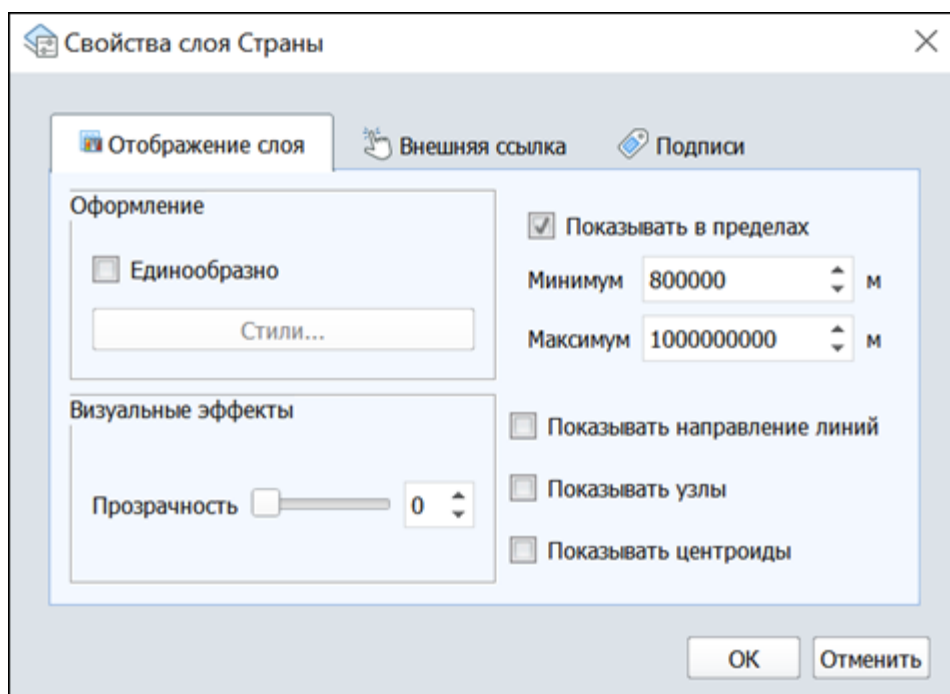 Свойства слоя Страны
Отображение слоя
Внешняя ссылка
Подписи
Оформление
Единообразно
Стили...
Визуальные эффекты
Прозрачность 0
Показывать в пределах
Минимум 800000 м
Максимум 1000000000 м
Показывать направление линий
Показывать узлы
Показывать центроиды
ОК
Отменить